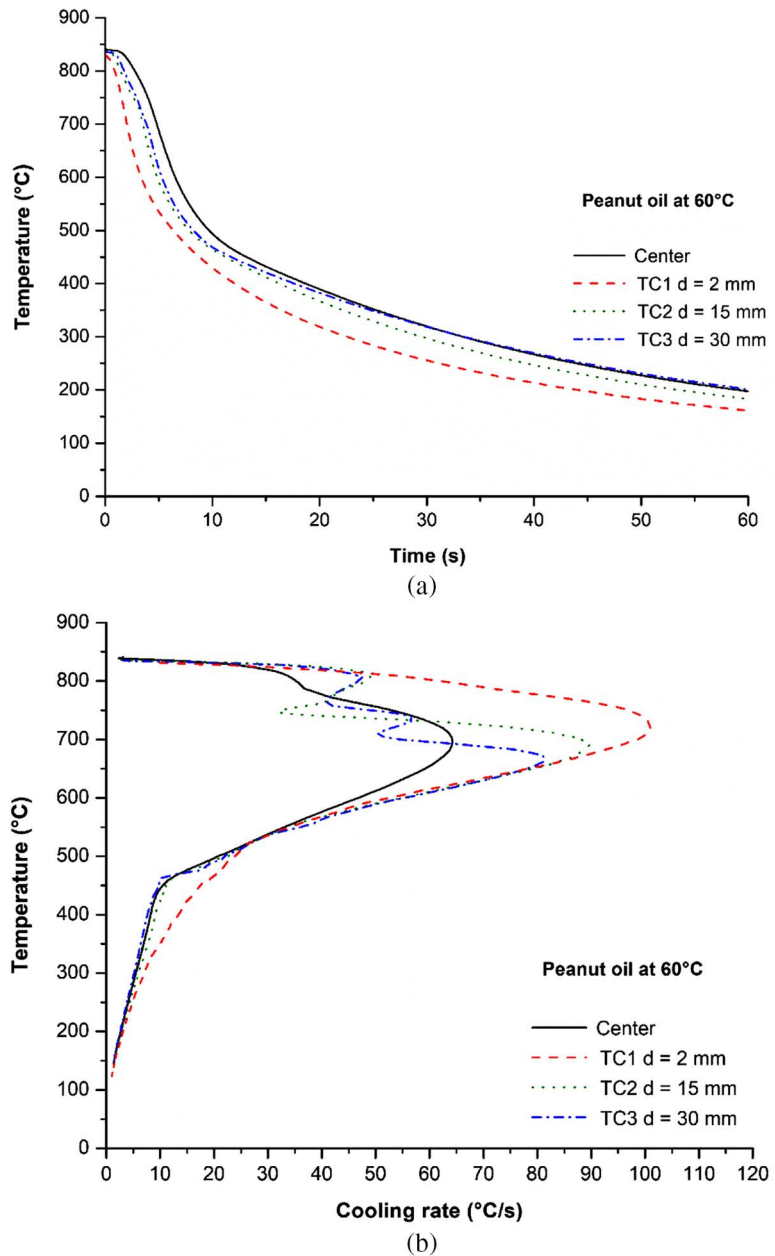 900
800
700
600
500
400
300
200
100
0
Temperature (°C)
Peanut oil at 60°C
Center
TC1 d = 2 mm
TC2 d = 15 mm
TC3 d = 30 mm
0 10 20 30 40 50 60
Time (s)
(a)
900
800
700
600
500
400
300
200
100
0
Temperature (°C)
Peanut oil at 60°C
Center
TC1 d = 2 mm
TC2 d = 15 mm
TC3 d = 30 mm
0 10 20 30 40 50 60 70 80 90 100 110 120
Cooling rate (°C/s)
(b)